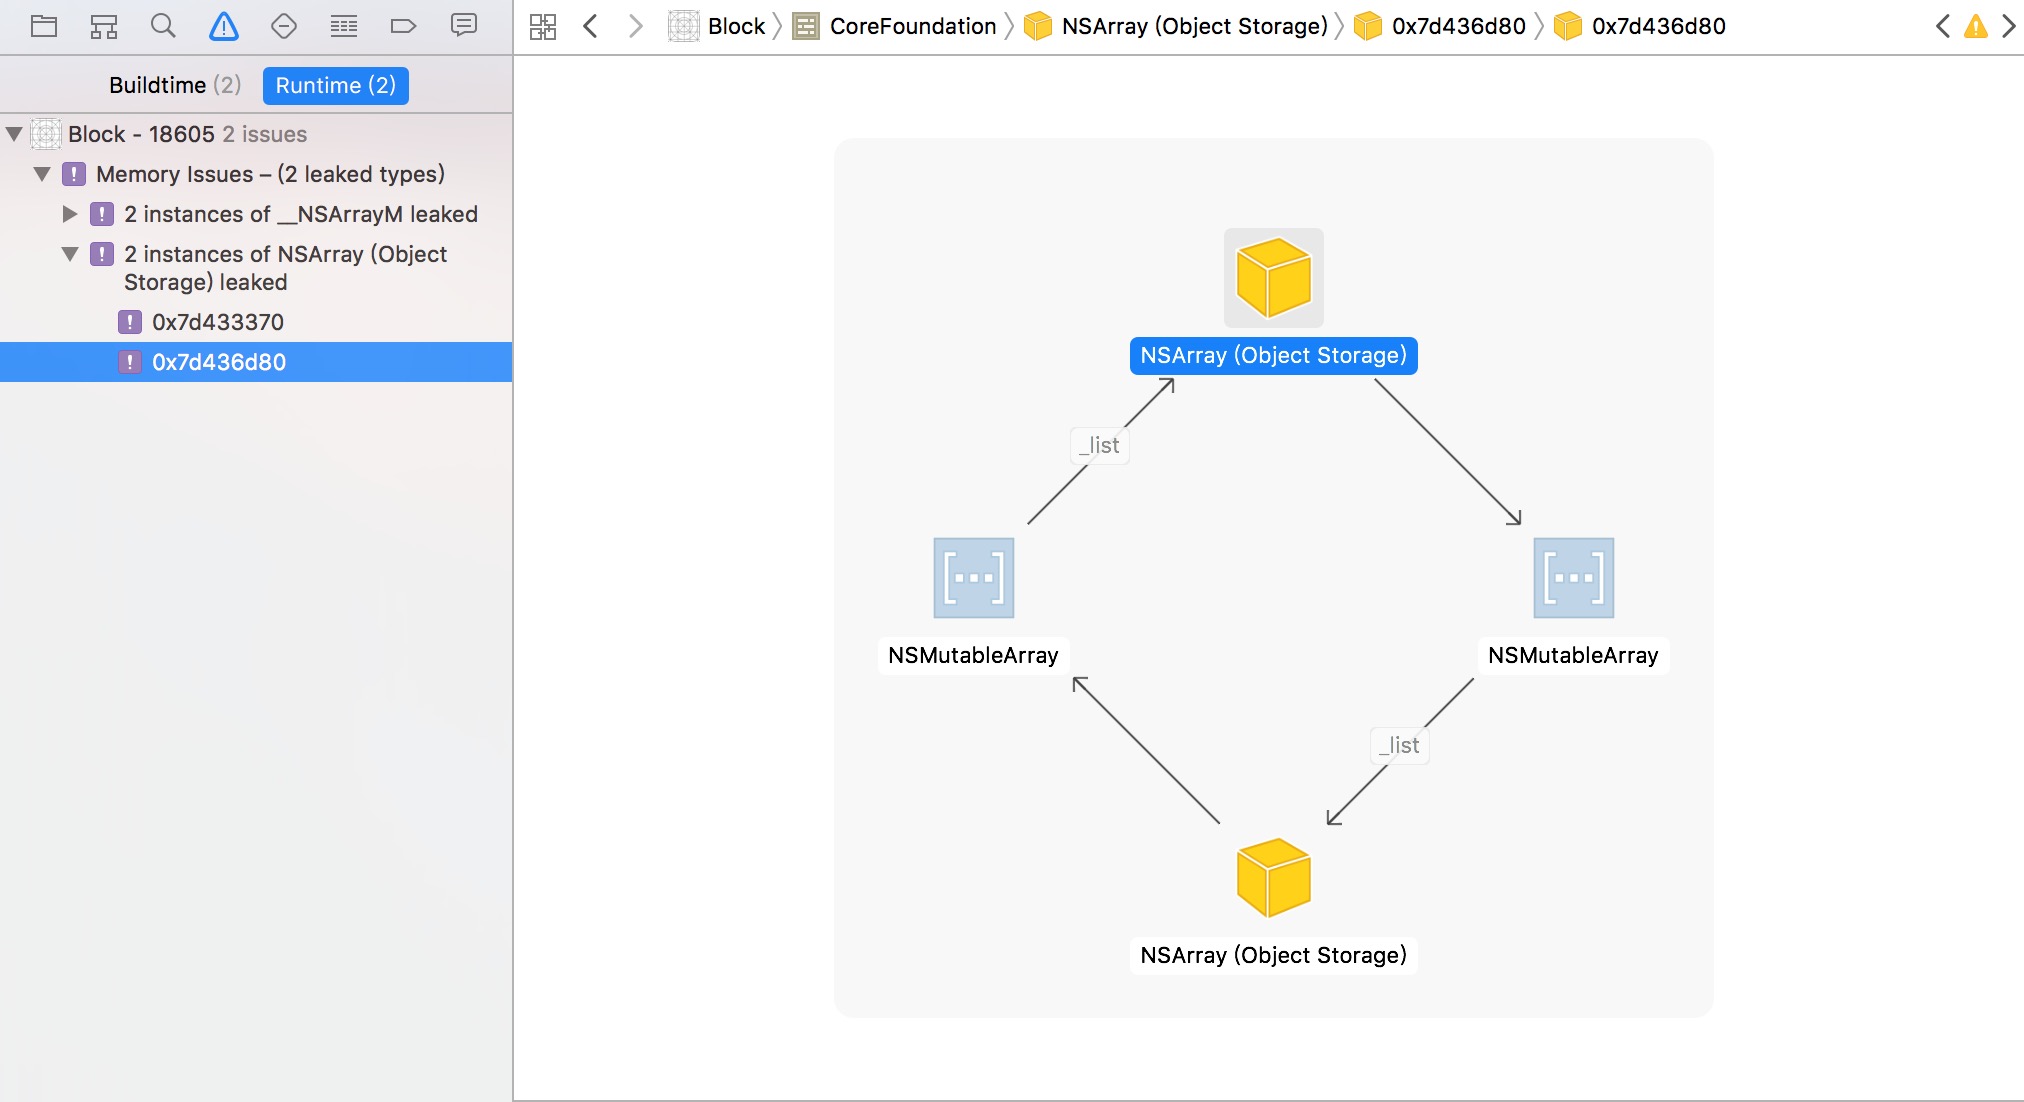 Block
CoreFoundation
NSArray (Object Storage)
0x7d436d80
0x7d436d80
Buildtime (2)
Runtime (2)
Block - 18605 2 issues
Memory Issues – (2 leaked types)
2 instances of __NSArrayM leaked
2 instances of NSArray (Object
Storage) leaked
0x7d433370
0x7d436d80
NSArray (Object Storage)
_list
NSMutableArray
NSMutableArray
_list
NSArray (Object Storage)